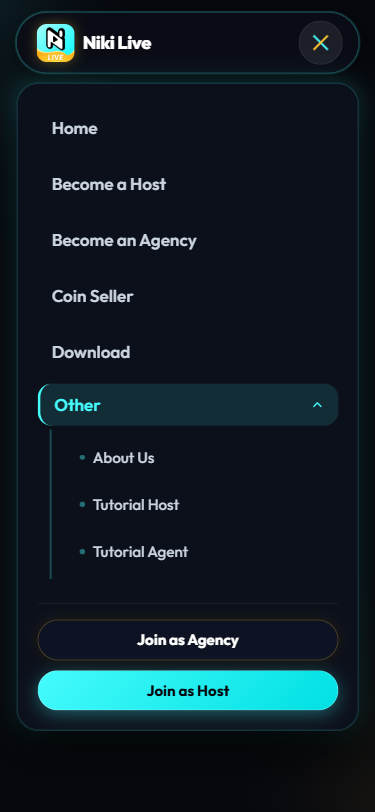 LIVE
Niki Live
Home
Become a Host
Become an Agency
Coin Seller
Download
Other
About Us
Tutorial Host
Tutorial Agent
Join as Agency
Join as Host